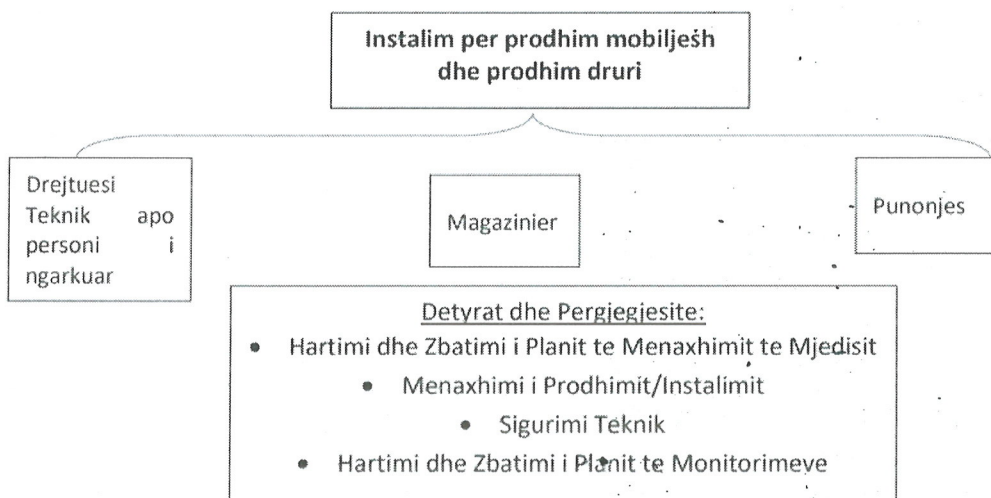 Instalim per prodhim mobiljesh
dhe prodhim druri
Drejtuesi
Teknik apo
personi i
ngarkuar
Magazinier
Punonjes
Detyrat dhe Pergjegjesite:
• Hartimi dhe Zbatimi i Planit te Menaxhimit te Mjedisit
• Menaxhimi i Prodhimit/Instalimit
• Sigurimi Teknik
• Hartimi dhe Zbatimi i Planit te Monitorimeve